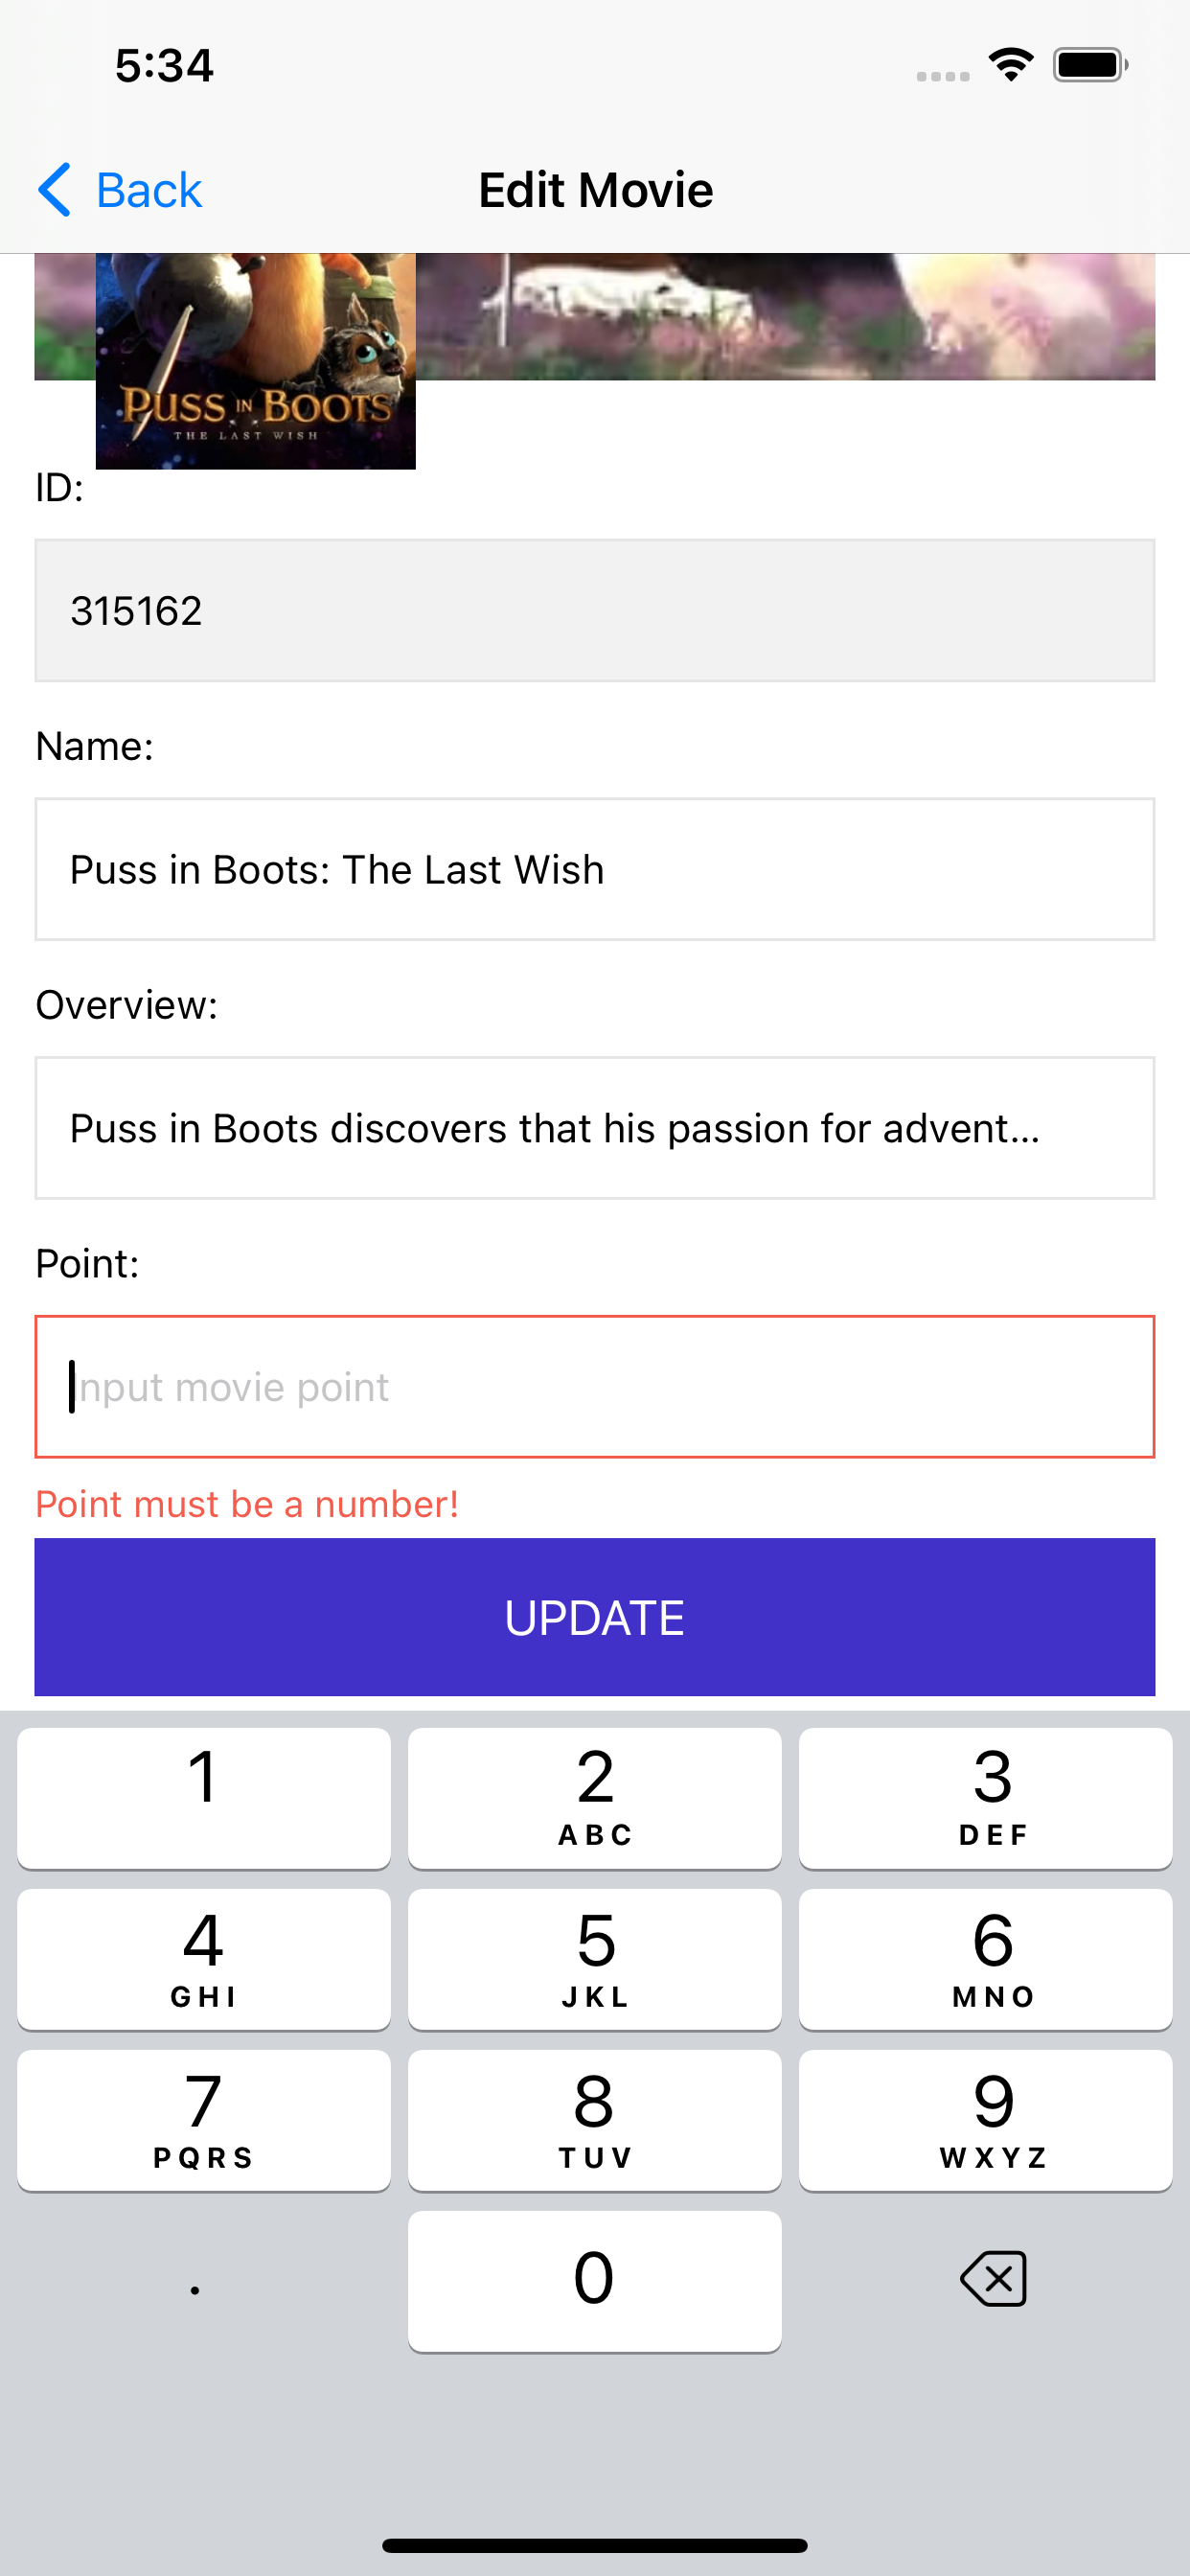 5:34
Back
Edit Movie
PUSS IN BOOTS
THE LAST WISH
ID:
315162
Name:
Puss in Boots: The Last Wish
Overview:
Puss in Boots discovers that his passion for advent...
Point:
Input movie point
Point must be a number!
UPDATE
1 2 3
ABC DEF
4 5 6
GHI JKL MNO
7 8 9
PQRS TUV WXYZ
. 0